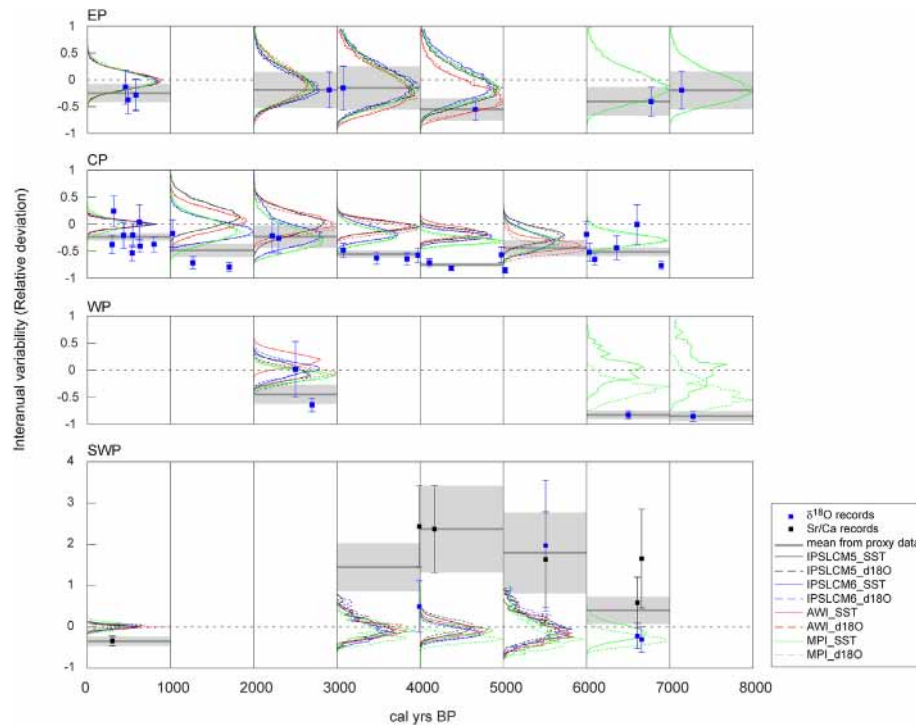 EP
1
0.5
0
-0.5
-1
CP
1
0.5
0
-0.5
-1
WP
1
0.5
0
-0.5
-1
SWP
4
3
2
1
0
-1
Interanual variability (Relative deviation)
0 1000 2000 3000 4000 5000 6000 7000 8000
cal yrs BP
δ18O records
Sr/Ca records
mean from proxy data
IPSLCM5_SST
IPSLCM5_d18O
IPSLCM6_SST
IPSLCM6_d18O
AWI_SST
AWI_d18O
MPI_SST
MPI_d18O